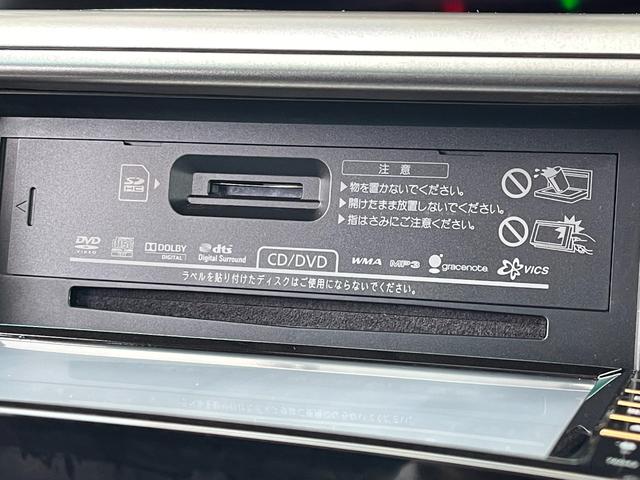 注意
SD HC
▶物を置かないでください。
▶開けたまま放置しないでください。
▶指はさみにご注意ください。
DVD VIDEO
DOLBY DIGITAL
dts Digital Surround
CD/DVD
WMA
MP3
gracenote
VICS
ラベルを貼り付けたディスクはご使用にならないでください。